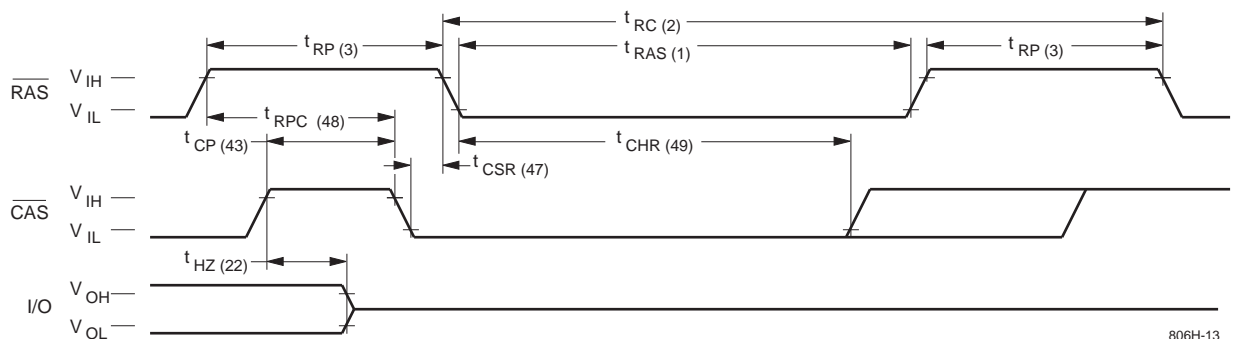 t RC (2)
t RP (3)
t RAS (1)
t RP (3)
RAS
V IH
V IL
t RPC (48)
t CP (43)
t CHR (49)
t CSR (47)
CAS
V IH
V IL
t HZ (22)
I/O
V OH
V OL
806H-13